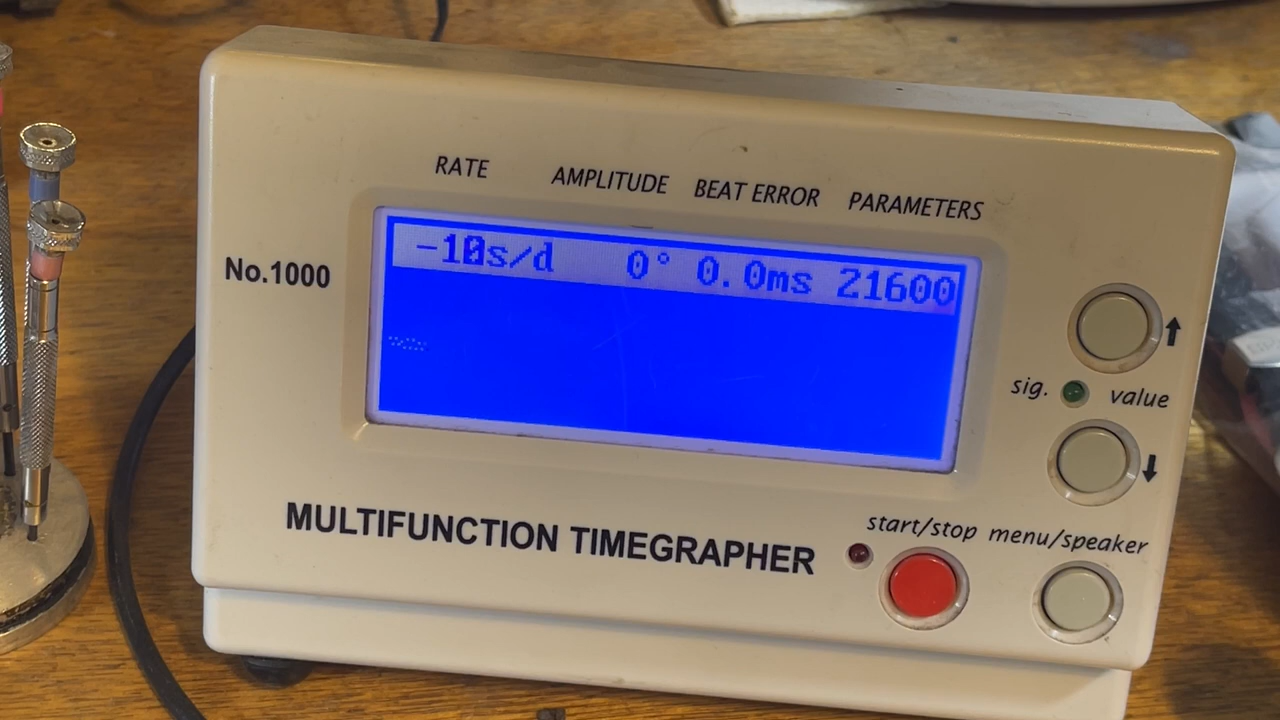 RATE AMPLITUDE BEAT ERROR PARAMETERS
-10s/d 0° 0.0ms 21600
No.1000
sig. value
start/stop menu/speaker
MULTIFUNCTION TIMEGRAPHER